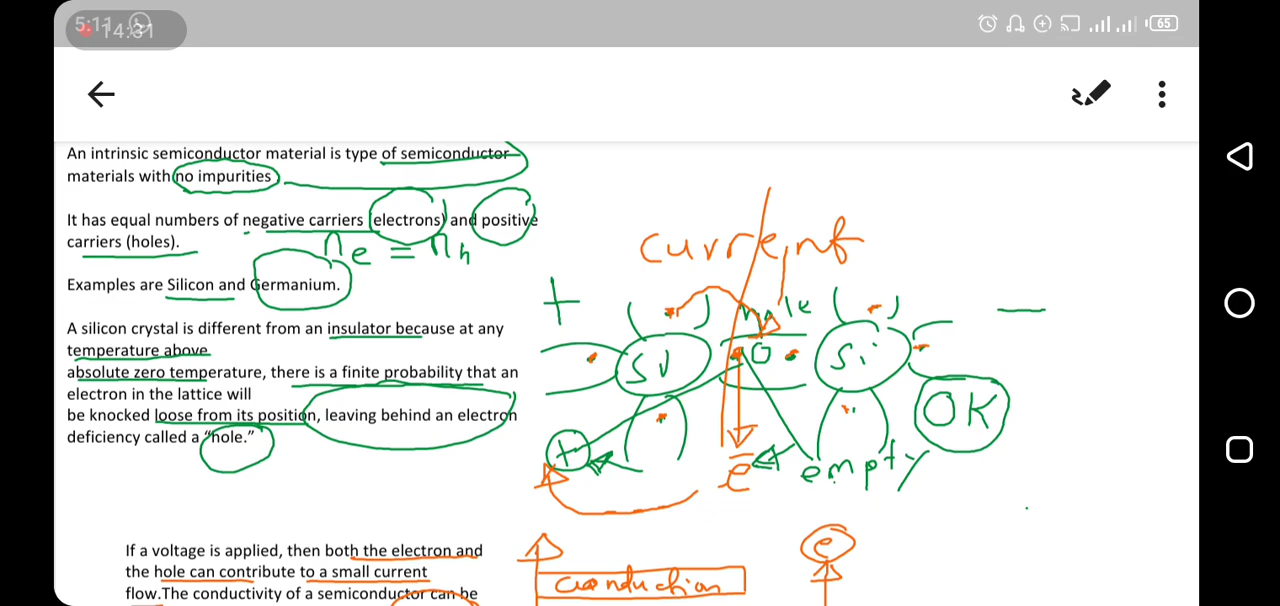 5:11
14:31
65
An intrinsic semiconductor material is type of semiconductor
materials with no impurities
It has equal numbers of negative carriers (electrons) and positive
carriers (holes).
ne = nh
Examples are Silicon and Germanium.
A silicon crystal is different from an insulator because at any
temperature above
absolute zero temperature, there is a finite probability that an
electron in the lattice will
be knocked loose from its position, leaving behind an electron
deficiency called a "hole."
current
+
hole
−
Si
Si
OK
+
e
empty
If a voltage is applied, then both the electron and
the hole can contribute to a small current
flow.The conductivity of a semiconductor can be
conduction
e